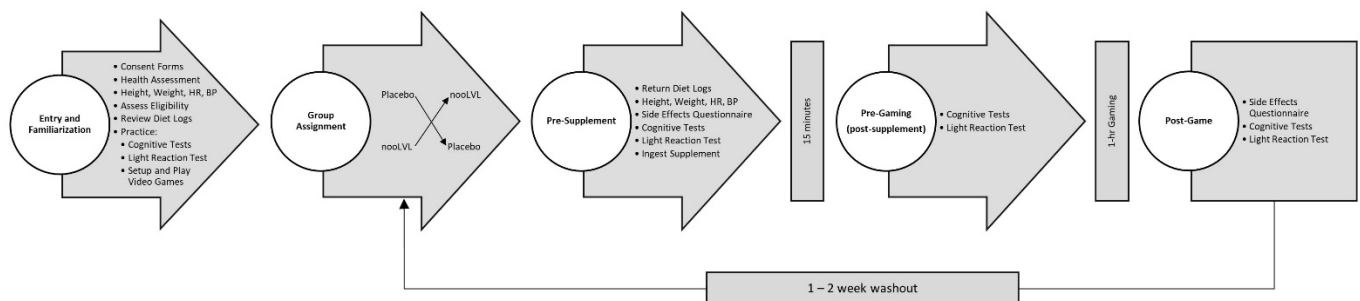 Entry and
Familiarization
• Consent Forms
• Health Assessment
• Height, Weight, HR, BP
• Assess Eligibility
• Review Diet Logs
• Practice:
• Cognitive Tests
• Light Reaction Test
• Setup and Play
Video Games
Group
Assignment
Placebo
nooLVL
nooLVL
Placebo
Pre-Supplement
• Return Diet Logs
• Height, Weight, HR, BP
• Side Effects Questionnaire
• Cognitive Tests
• Light Reaction Test
• Ingest Supplement
15 minutes
Pre-Gaming
(post-supplement)
• Cognitive Tests
• Light Reaction Test
1-hr Gaming
Post-Game
• Side Effects
Questionnaire
• Cognitive Tests
• Light Reaction Test
1 – 2 week washout